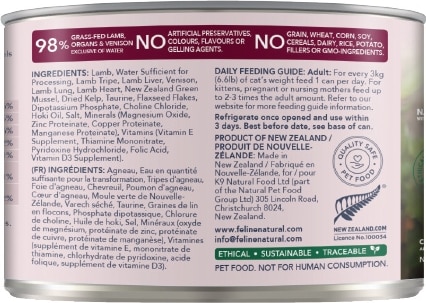 98% GRASS-FED LAMB, ORGANS & VENISON EXCLUSIVE OF WATER
NO ARTIFICIAL PRESERVATIVES, COLOURS, FLAVOURS OR GELLING AGENTS.
NO GRAIN, WHEAT, CORN, SOY, CEREALS, DAIRY, RICE, POTATO, FILLERS OR GMO-INGREDIENTS.
INGREDIENTS: Lamb, Water Sufficient for
Processing, Lamb Tripe, Lamb Liver, Venison,
Lamb Lung, Lamb Heart, New Zealand Green
Mussel, Dried Kelp, Taurine, Flaxseed Flakes,
Dipotassium Phosphate, Choline Chloride,
Hoki Oil, Salt, Minerals (Magnesium Oxide,
Zinc Proteinate, Copper Proteinate,
Manganese Proteinate), Vitamins (Vitamin E
Supplement, Thiamine Mononitrate,
Pyridoxine Hydrochloride, Folic Acid,
Vitamin D3 Supplement).
(FR) INGRÉDIENTS: Agneau, Eau en quantité
suffisante pour la transformation, Tripes d'agneau,
Foie d'agneau, Chevreuil, Poumon d'agneau,
Cœur d'agneau, Moule verte de Nouvelle-
Zélande, Varech séché, Taurine, Graines de lin
en flocons, Phosphate dipotassique, Chlorure
de choline, Huile de hoki, Sel, Minéraux (oxyde
de magnésium, protéinate de zinc, protéinate
de cuivre, protéinate de manganèse), Vitamines
(supplément de vitamine E, mononitrate de
thiamine, chlorhydrate de pyridoxine, acide
folique, supplément de vitamine D3).
DAILY FEEDING GUIDE: Adult: For every 3kg
(6.6lb) of cat's weight feed 1 can per day. For
kittens, pregnant or nursing mothers feed up
to 2-3 times the adult amount. Refer to our
website for more feeding guide information.
Refrigerate once opened and use within
3 days. Best before date, see base of can.
PRODUCT OF NEW ZEALAND /
PRODUIT DE NOUVELLE-
ZÉLANDE: Made in
New Zealand / Fabriqué en
Nouvelle-Zélande, for / pour
K9 Natural Food Ltd (part
of the Natural Pet Food
Group Ltd) 305 Lincoln Road,
Christchurch 8024,
New Zealand.
QUALITY SAFE
PET FOOD
www.felinenatural.com
info@felinenatural.com
NEWZEALAND.COM
Licence No.100054
ETHICAL • SUSTAINABLE • TRACEABLE
PET FOOD. NOT FOR HUMAN CONSUMPTION.